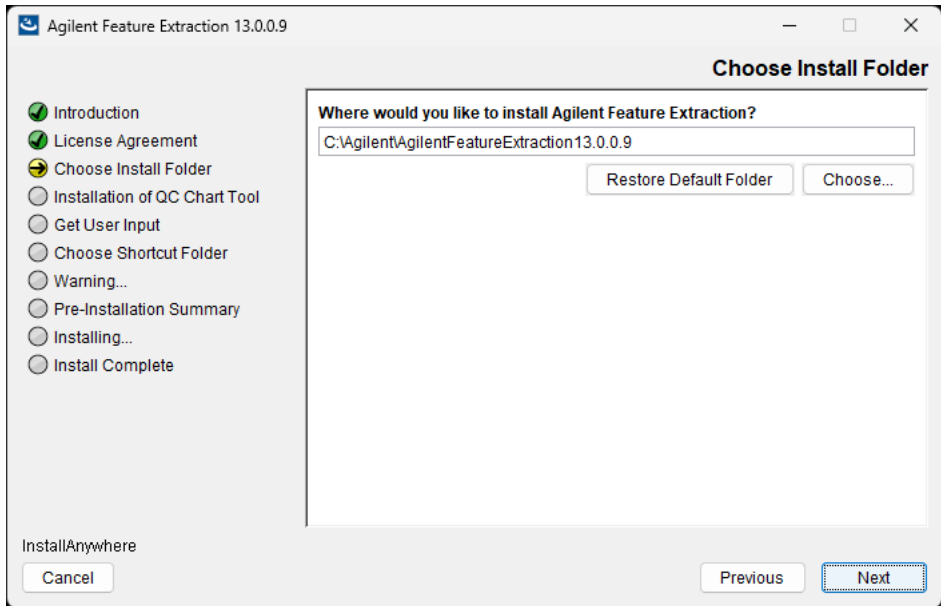 Agilent Feature Extraction 13.0.0.9
Choose Install Folder
Introduction
License Agreement
Choose Install Folder
Installation of QC Chart Tool
Get User Input
Choose Shortcut Folder
Warning...
Pre-Installation Summary
Installing...
Install Complete
Where would you like to install Agilent Feature Extraction?
C:\Agilent\AgilentFeatureExtraction13.0.0.9
Restore Default Folder Choose...
InstallAnywhere
Cancel Previous Next